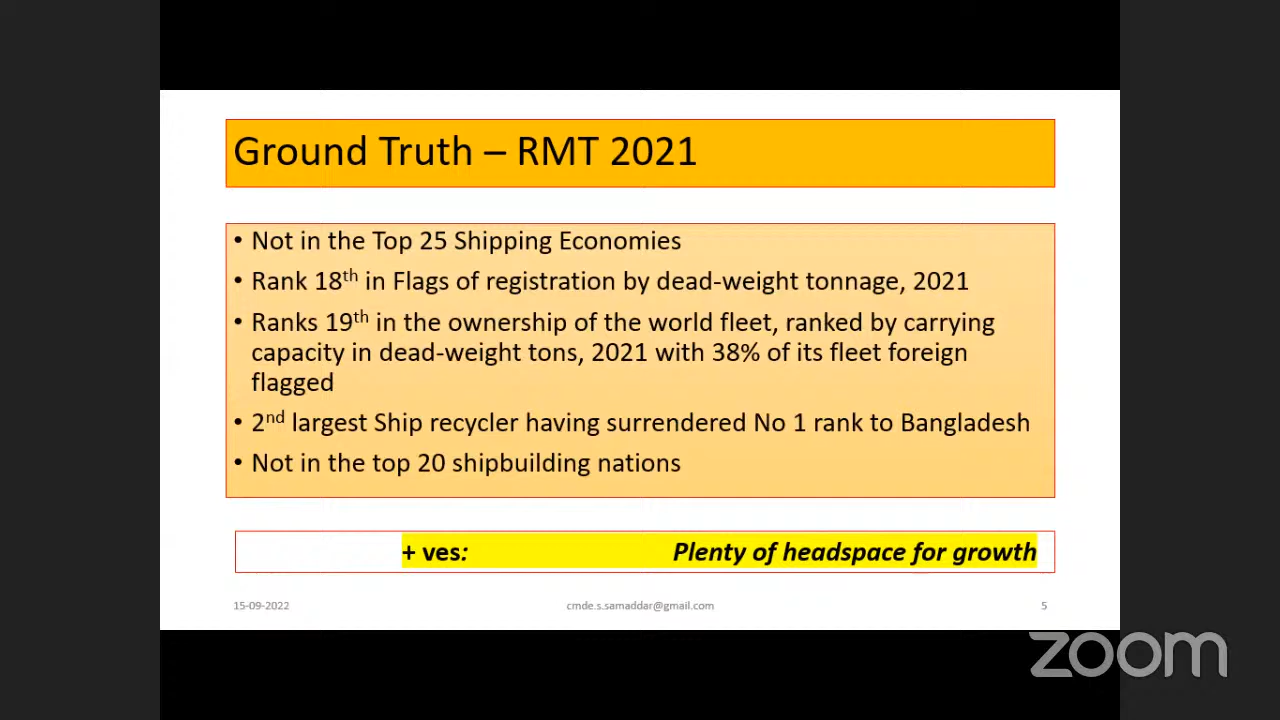 Ground Truth – RMT 2021
• Not in the Top 25 Shipping Economies
• Rank 18th in Flags of registration by dead-weight tonnage, 2021
• Ranks 19th in the ownership of the world fleet, ranked by carrying
capacity in dead-weight tons, 2021 with 38% of its fleet foreign
flagged
• 2nd largest Ship recycler having surrendered No 1 rank to Bangladesh
• Not in the top 20 shipbuilding nations
+ ves: Plenty of headspace for growth
15-09-2022 cmde.s.samaddar@gmail.com 5
zoom